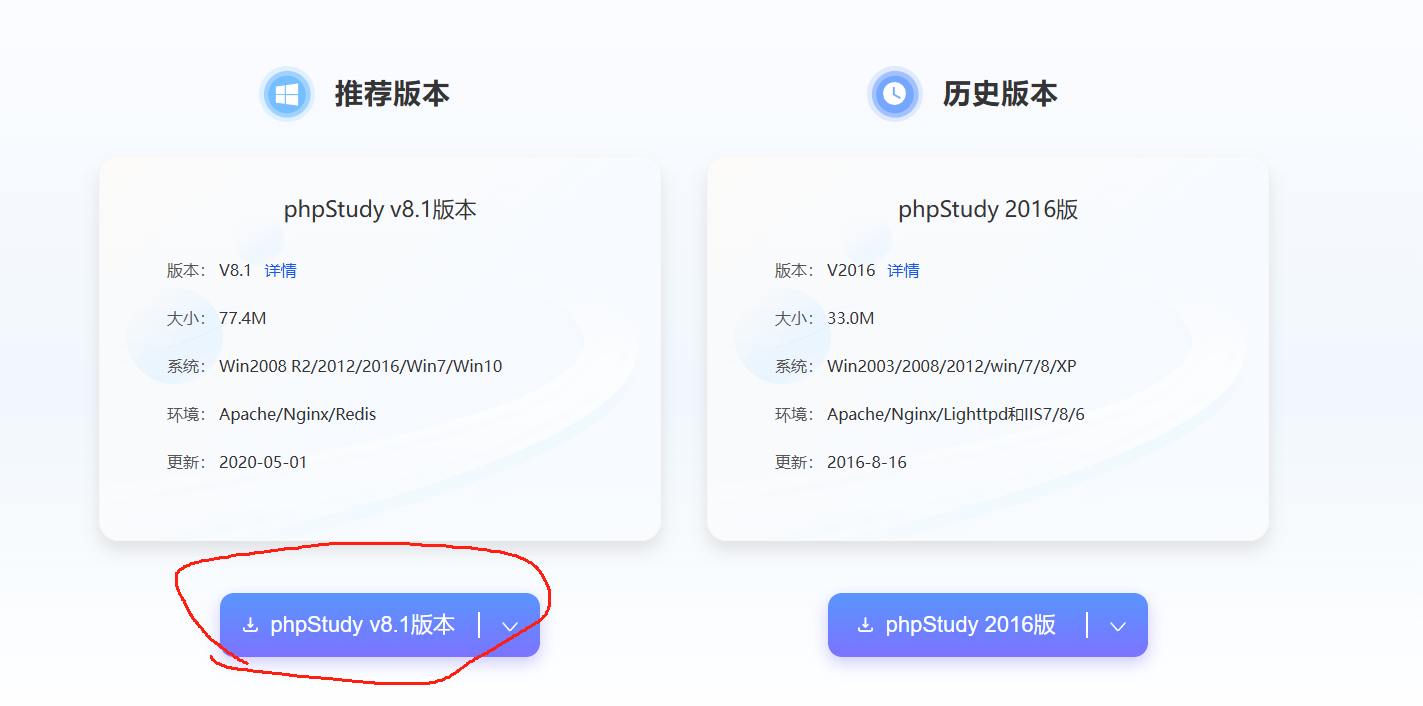 推荐版本
phpStudy v8.1版本
版本： V8.1 详情
大小： 77.4M
系统： Win2008 R2/2012/2016/Win7/Win10
环境： Apache/Nginx/Redis
更新： 2020-05-01
phpStudy v8.1版本
历史版本
phpStudy 2016版
版本： V2016 详情
大小： 33.0M
系统： Win2003/2008/2012/win/7/8/XP
环境： Apache/Nginx/Lighttpd和IIS7/8/6
更新： 2016-8-16
phpStudy 2016版